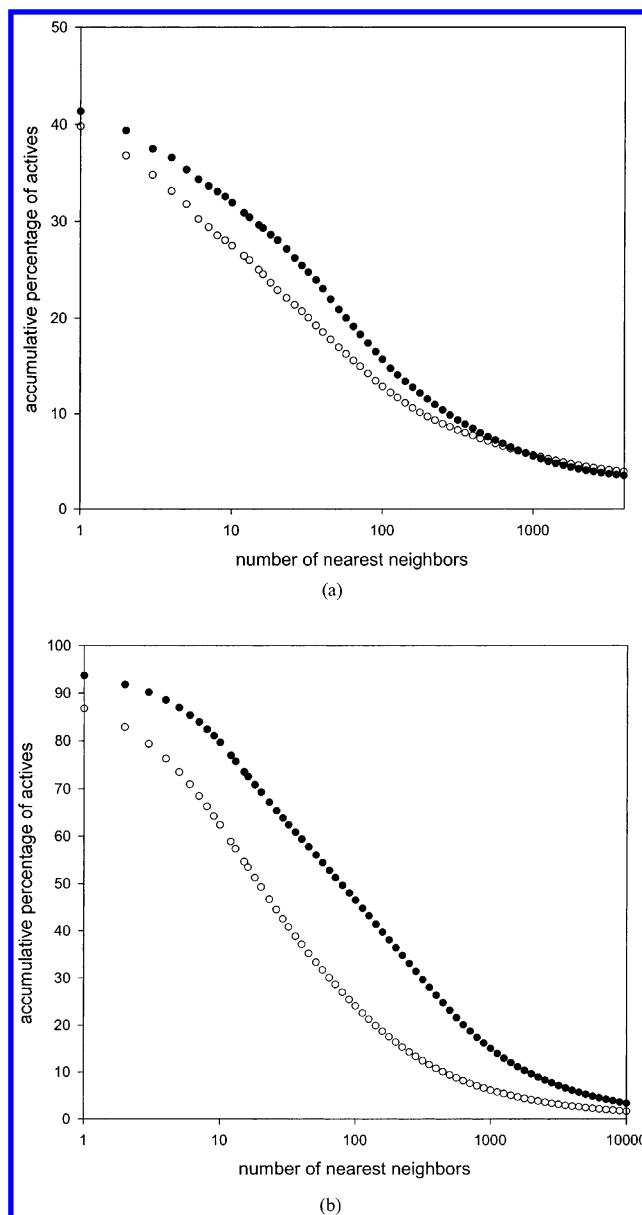 50
40
30
20
10
0
accumulative percentage of actives
1 10 100 1000
number of nearest neighbors
(a)
100
90
80
70
60
50
40
30
20
10
0
accumulative percentage of actives
1 10 100 1000 10000
number of nearest neighbors
(b)